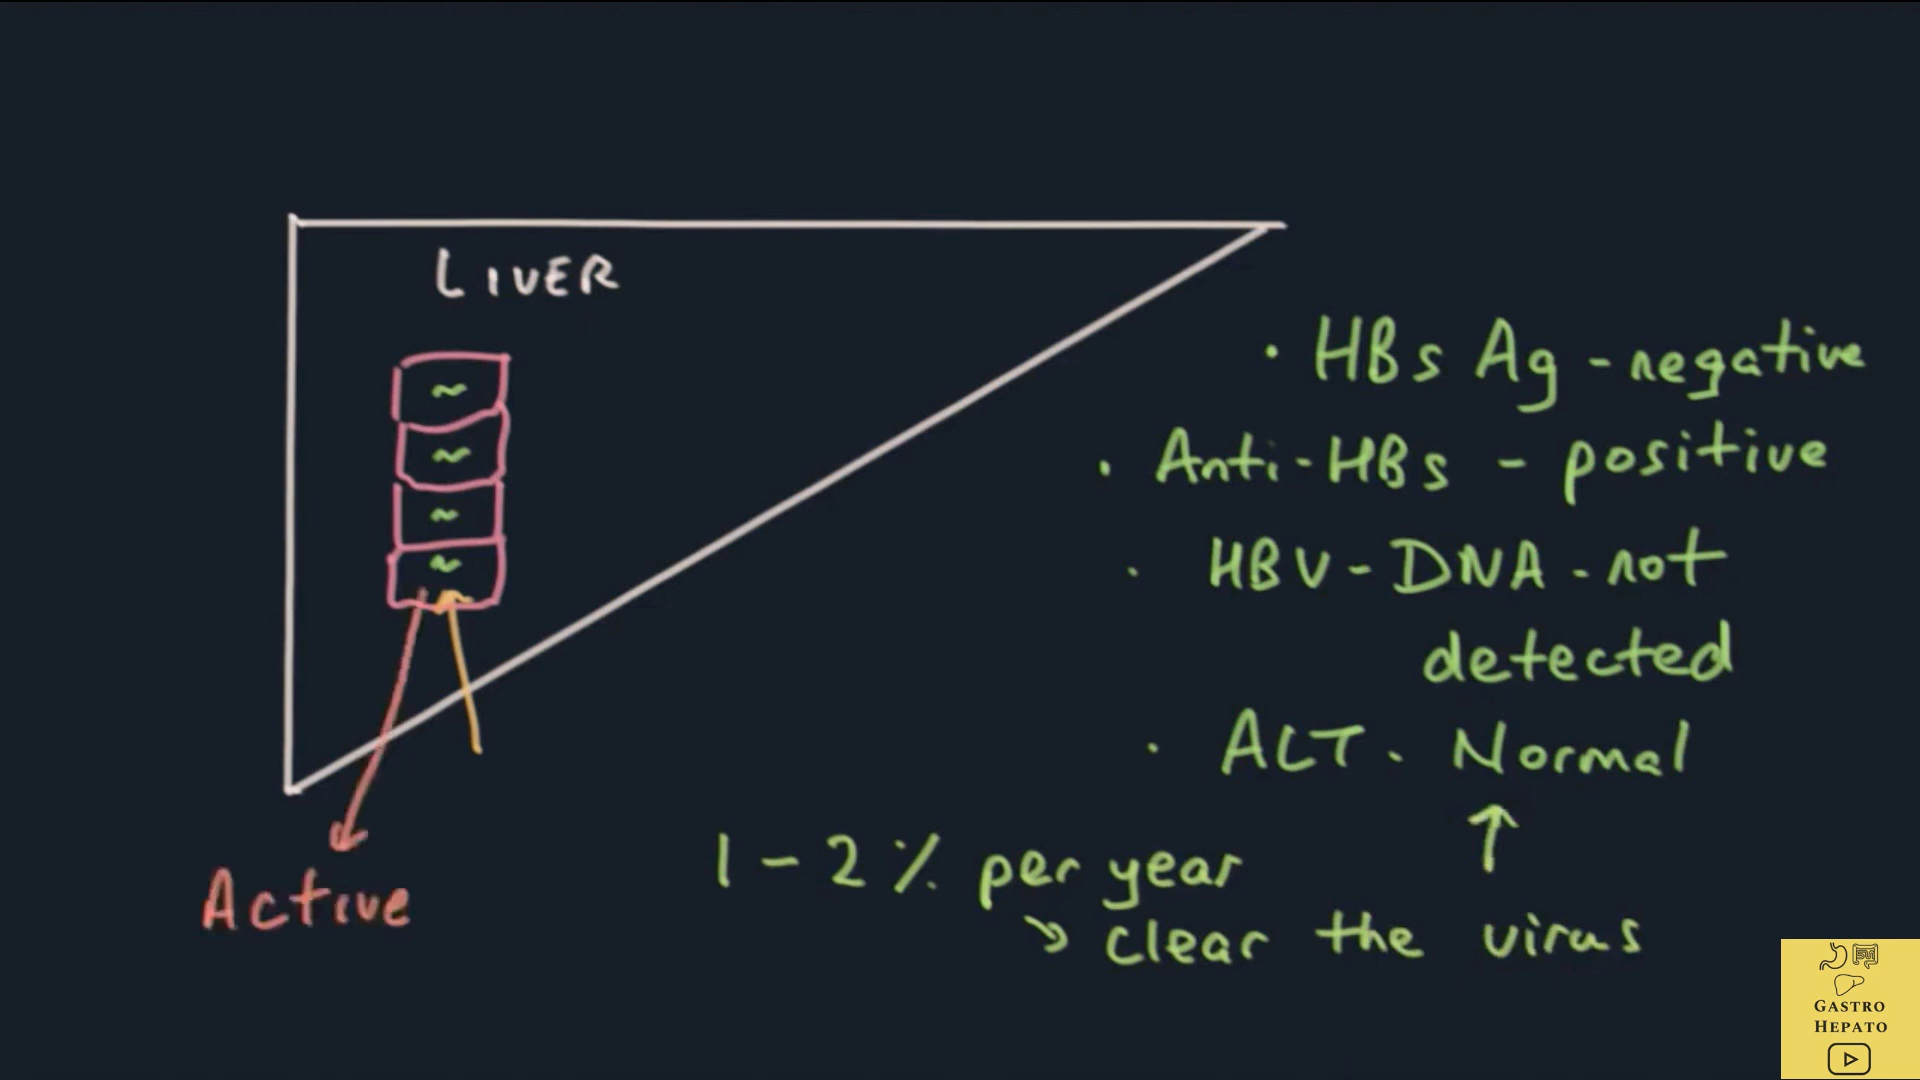 LIVER
• HBs Ag - negative
• Anti-HBs - positive
• HBV-DNA - not
detected
• ALT - Normal
1-2% per year
↘ clear the virus
Active
GASTRO
HEPATO